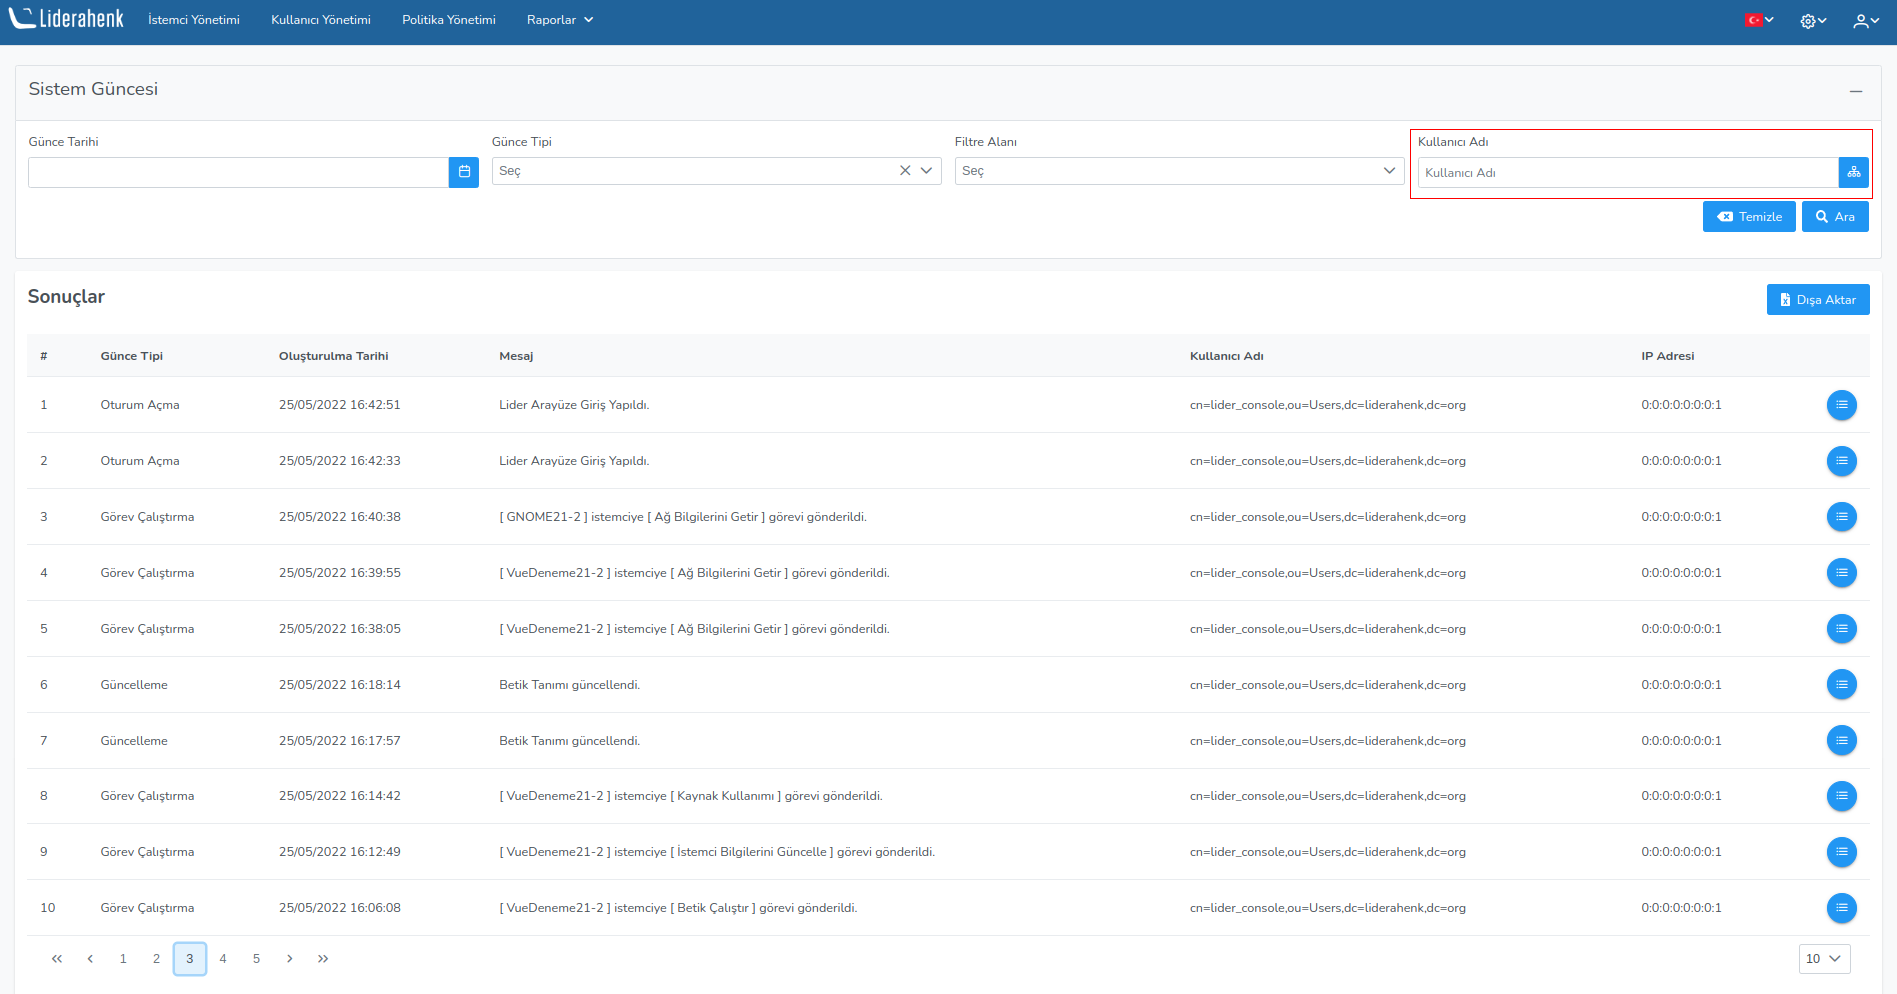 Liderahenk İstemci Yönetimi Kullanıcı Yönetimi Politika Yönetimi Raporlar
Sistem Güncesi
Günce Tarihi Günce Tipi Filtre Alanı Kullanıcı Adı
Seç Seç Kullanıcı Adı
Temizle Ara
Sonuçlar Dışa Aktar
# Günce Tipi Oluşturulma Tarihi Mesaj Kullanıcı Adı IP Adresi
1 Oturum Açma 25/05/2022 16:42:51 Lider Arayüze Giriş Yapıldı. cn=lider_console,ou=Users,dc=liderahenk,dc=org 0:0:0:0:0:0:0:1
2 Oturum Açma 25/05/2022 16:42:33 Lider Arayüze Giriş Yapıldı. cn=lider_console,ou=Users,dc=liderahenk,dc=org 0:0:0:0:0:0:0:1
3 Görev Çalıştırma 25/05/2022 16:40:38 [ GNOME21-2 ] istemciye [ Ağ Bilgilerini Getir ] görevi gönderildi. cn=lider_console,ou=Users,dc=liderahenk,dc=org 0:0:0:0:0:0:0:1
4 Görev Çalıştırma 25/05/2022 16:39:55 [ VueDeneme21-2 ] istemciye [ Ağ Bilgilerini Getir ] görevi gönderildi. cn=lider_console,ou=Users,dc=liderahenk,dc=org 0:0:0:0:0:0:0:1
5 Görev Çalıştırma 25/05/2022 16:38:05 [ VueDeneme21-2 ] istemciye [ Ağ Bilgilerini Getir ] görevi gönderildi. cn=lider_console,ou=Users,dc=liderahenk,dc=org 0:0:0:0:0:0:0:1
6 Güncelleme 25/05/2022 16:18:14 Betik Tanımı güncellendi. cn=lider_console,ou=Users,dc=liderahenk,dc=org 0:0:0:0:0:0:0:1
7 Güncelleme 25/05/2022 16:17:57 Betik Tanımı güncellendi. cn=lider_console,ou=Users,dc=liderahenk,dc=org 0:0:0:0:0:0:0:1
8 Görev Çalıştırma 25/05/2022 16:14:42 [ VueDeneme21-2 ] istemciye [ Kaynak Kullanımı ] görevi gönderildi. cn=lider_console,ou=Users,dc=liderahenk,dc=org 0:0:0:0:0:0:0:1
9 Görev Çalıştırma 25/05/2022 16:12:49 [ VueDeneme21-2 ] istemciye [ İstemci Bilgilerini Güncelle ] görevi gönderildi. cn=lider_console,ou=Users,dc=liderahenk,dc=org 0:0:0:0:0:0:0:1
10 Görev Çalıştırma 25/05/2022 16:06:08 [ VueDeneme21-2 ] istemciye [ Betik Çalıştır ] görevi gönderildi. cn=lider_console,ou=Users,dc=liderahenk,dc=org 0:0:0:0:0:0:0:1
1 2 3 4 5 10